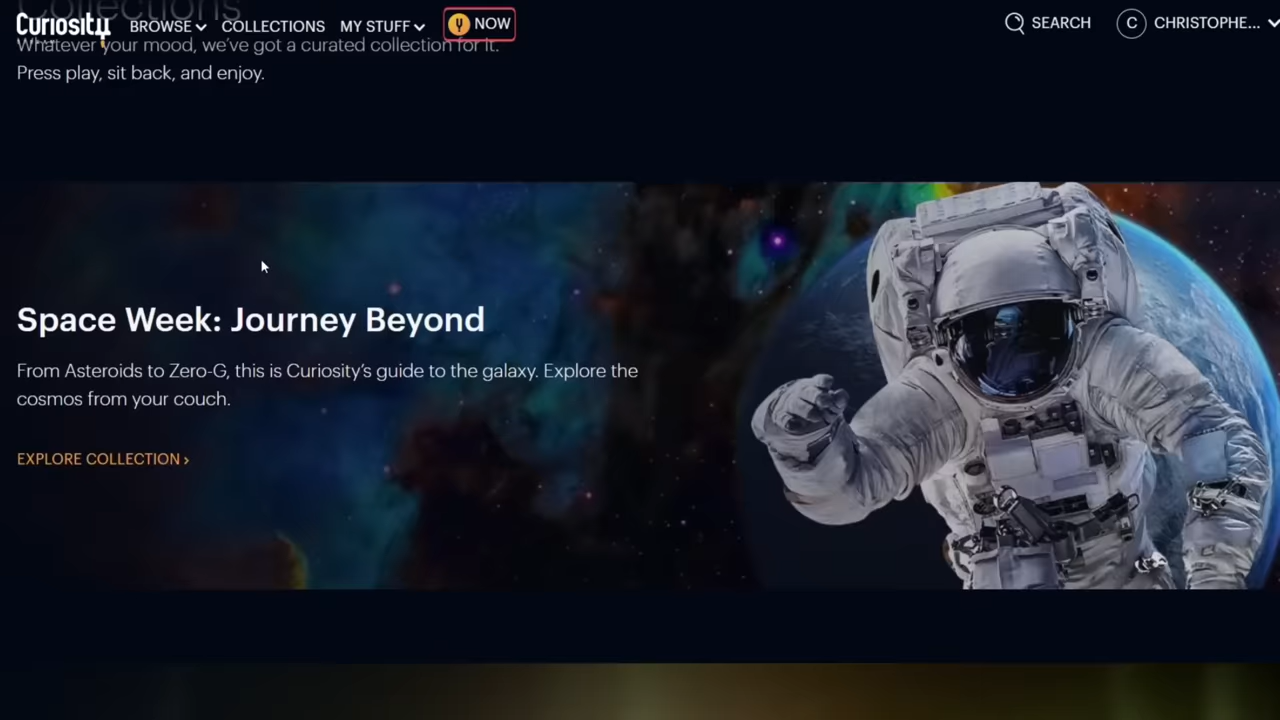 Collections
Curiosity BROWSE COLLECTIONS MY STUFF NOW SEARCH C CHRISTOPHE...
Whatever your mood, we've got a curated collection for it.
Press play, sit back, and enjoy.
Space Week: Journey Beyond
From Asteroids to Zero-G, this is Curiosity's guide to the galaxy. Explore the
cosmos from your couch.
EXPLORE COLLECTION ›